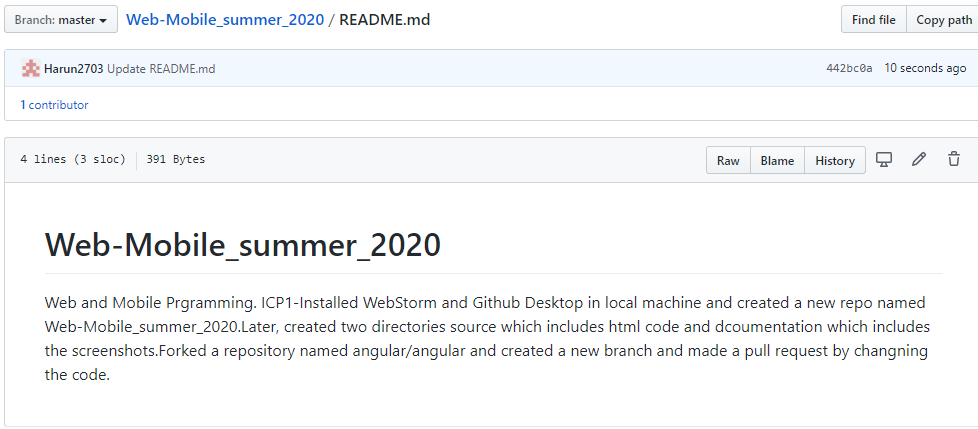 Branch: master Web-Mobile_summer_2020 / README.md Find file Copy path
Harun2703 Update README.md 442bc0a 10 seconds ago
1 contributor
4 lines (3 sloc) 391 Bytes Raw Blame History
Web-Mobile_summer_2020
Web and Mobile Prgramming. ICP1-Installed WebStorm and Github Desktop in local machine and created a new repo named
Web-Mobile_summer_2020.Later, created two directories source which includes html code and dcoumentation which includes
the screenshots.Forked a repository named angular/angular and created a new branch and made a pull request by changning
the code.